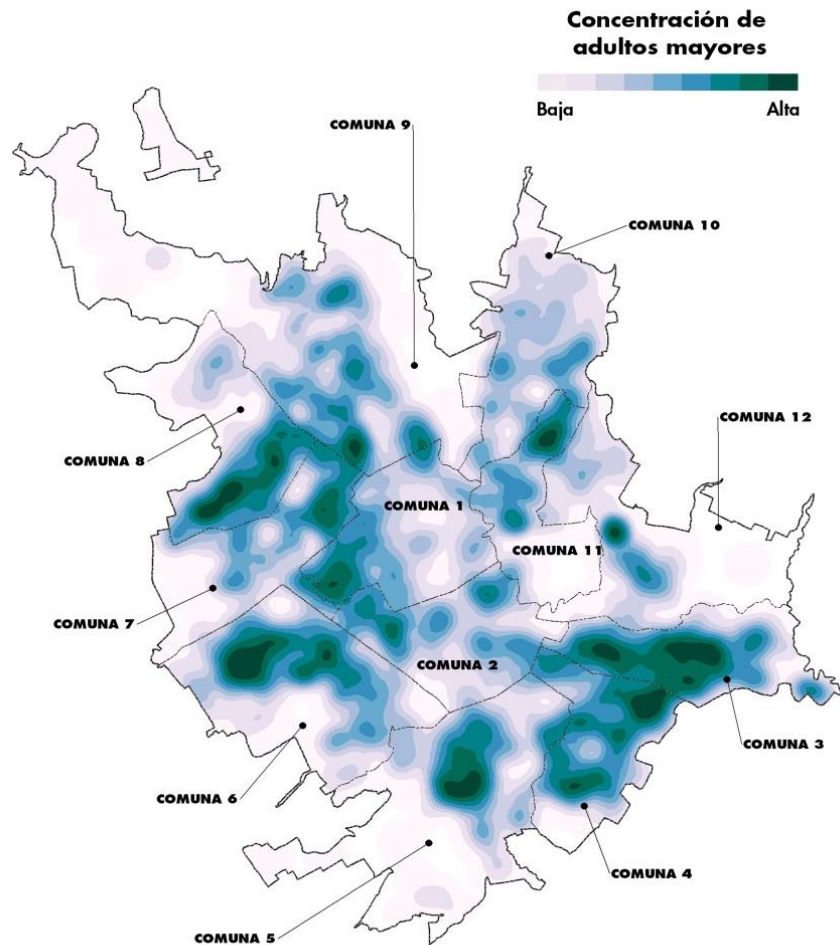 Concentración de
adultos mayores
Baja
Alta
COMUNA 9
COMUNA 10
COMUNA 12
COMUNA 8
COMUNA 1
COMUNA 11
COMUNA 7
COMUNA 2
COMUNA 3
COMUNA 6
COMUNA 4
COMUNA 5